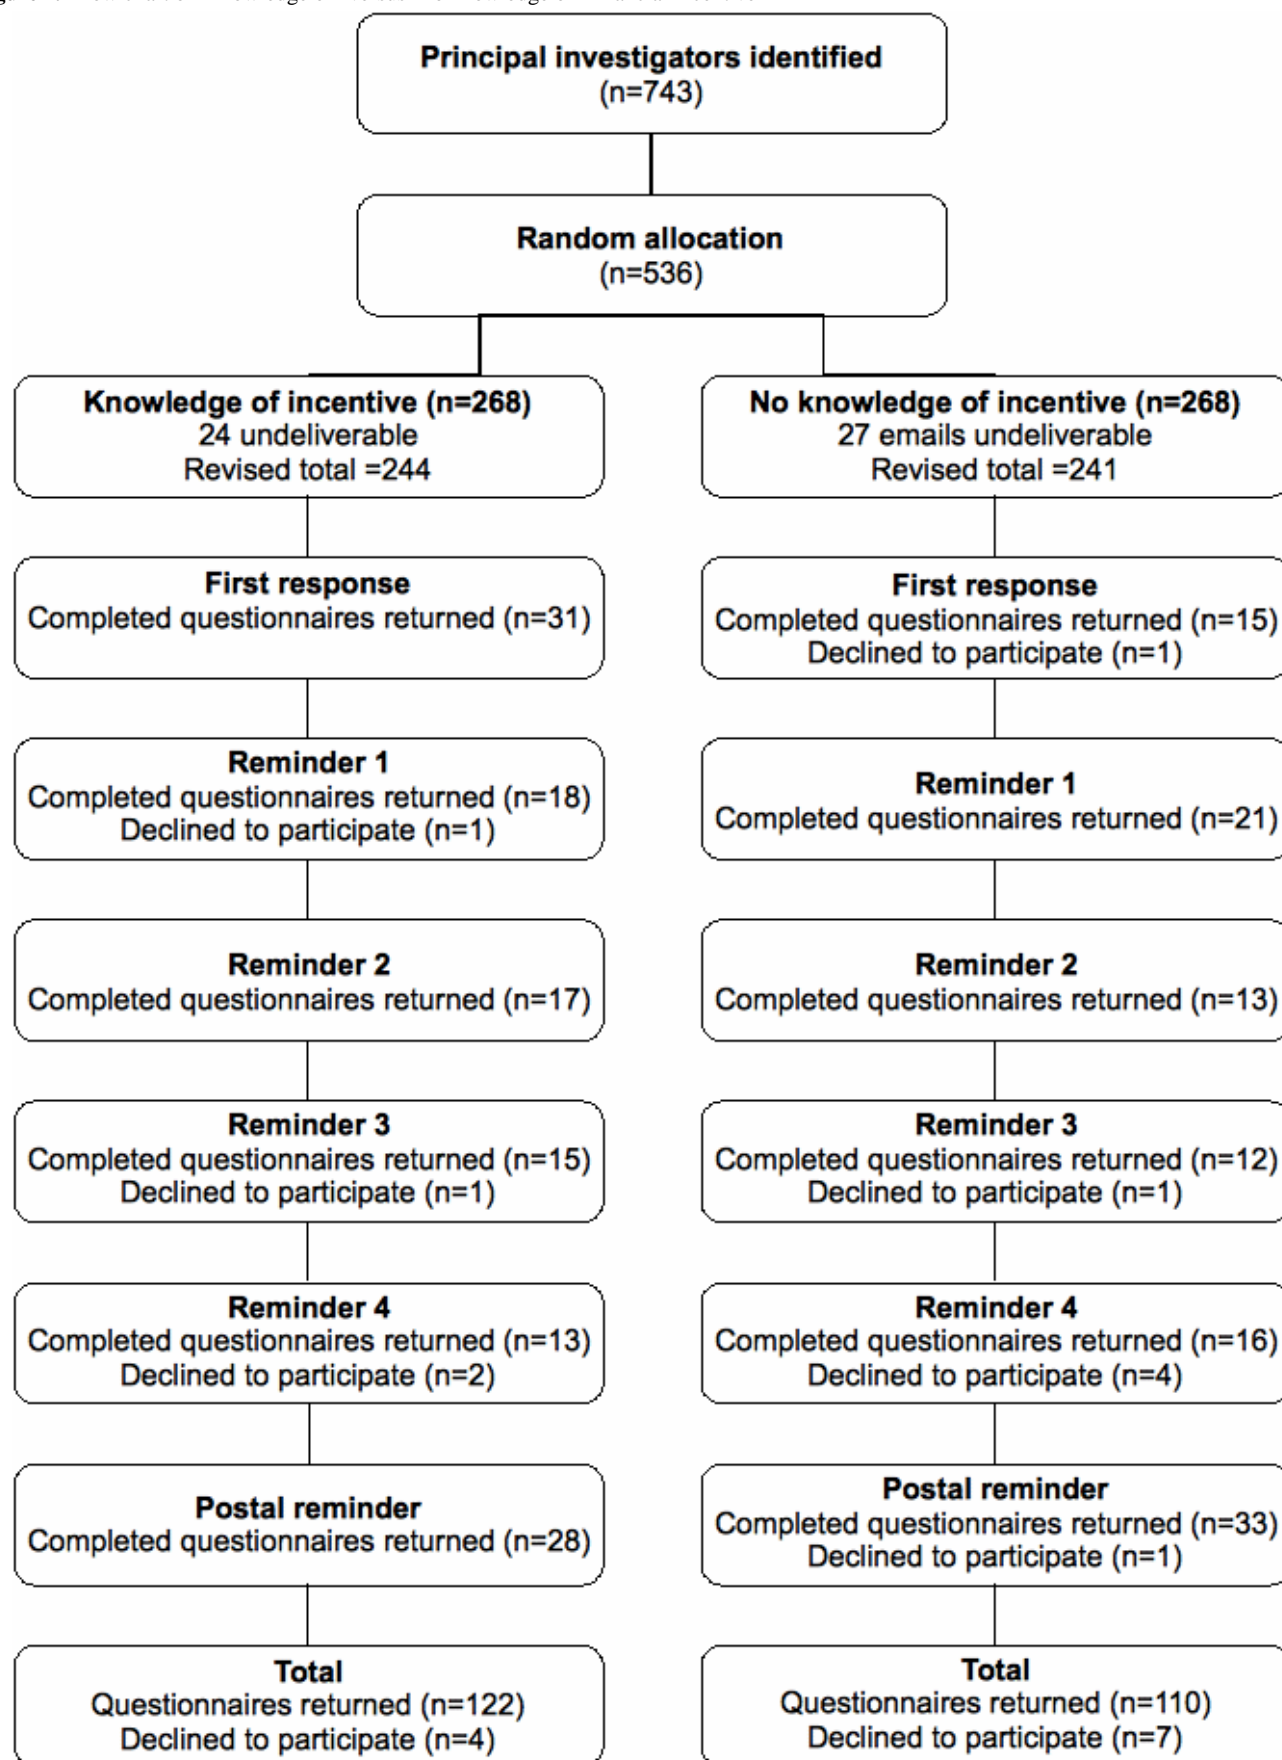 Principal investigators identified
(n=743)
Random allocation
(n=536)
Knowledge of incentive (n=268)
24 undeliverable
Revised total =244
No knowledge of incentive (n=268)
27 emails undeliverable
Revised total =241
First response
Completed questionnaires returned (n=31)
First response
Completed questionnaires returned (n=15)
Declined to participate (n=1)
Reminder 1
Completed questionnaires returned (n=18)
Declined to participate (n=1)
Reminder 1
Completed questionnaires returned (n=21)
Reminder 2
Completed questionnaires returned (n=17)
Reminder 2
Completed questionnaires returned (n=13)
Reminder 3
Completed questionnaires returned (n=15)
Declined to participate (n=1)
Reminder 3
Completed questionnaires returned (n=12)
Declined to participate (n=1)
Reminder 4
Completed questionnaires returned (n=13)
Declined to participate (n=2)
Reminder 4
Completed questionnaires returned (n=16)
Declined to participate (n=4)
Postal reminder
Completed questionnaires returned (n=28)
Postal reminder
Completed questionnaires returned (n=33)
Declined to participate (n=1)
Total
Questionnaires returned (n=122)
Declined to participate (n=4)
Total
Questionnaires returned (n=110)
Declined to participate (n=7)